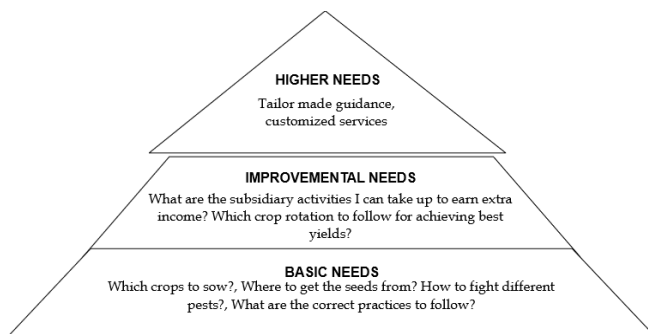 HIGHER NEEDS
Tailor made guidance,
customized services
IMPROVEMENTAL NEEDS
What are the subsidiary activities I can take up to earn extra
income? Which crop rotation to follow for achieving best
yields?
BASIC NEEDS
Which crops to sow?, Where to get the seeds from? How to fight different
pests?, What are the correct practices to follow?